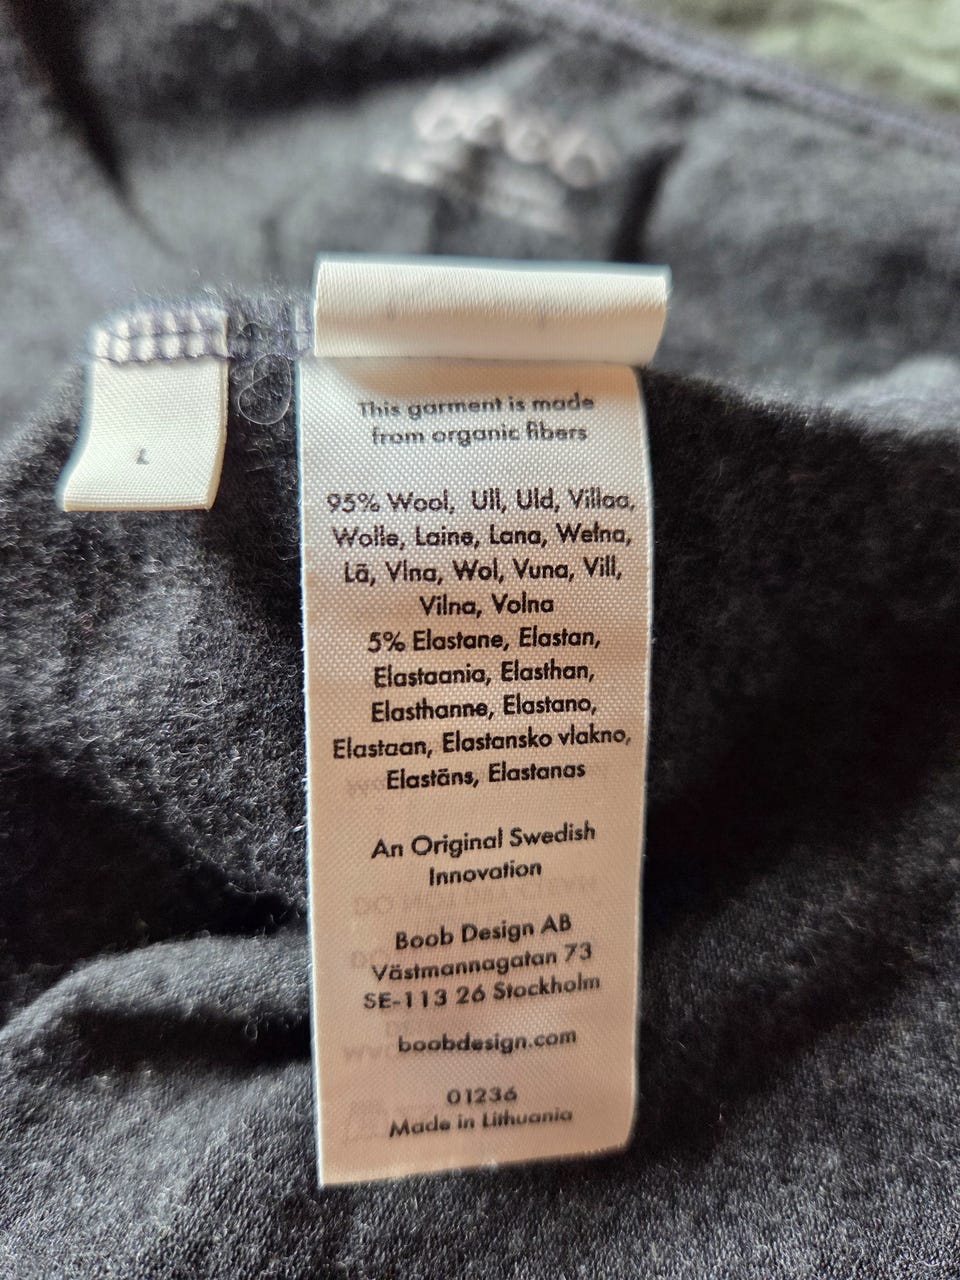 boob
L
This garment is made
from organic fibers
95% Wool, Ull, Uld, Villaa,
Wolle, Laine, Lana, Wełna,
Lã, Vlna, Wol, Vuna, Vill,
Vilna, Volna
5% Elastane, Elastan,
Elastaania, Elasthan,
Elasthanne, Elastano,
Elastaan, Elastansko vlakno,
Elastāns, Elastanas
An Original Swedish
Innovation
Boob Design AB
Västmannagatan 73
SE-113 26 Stockholm
boobdesign.com
01236
Made in Lithuania